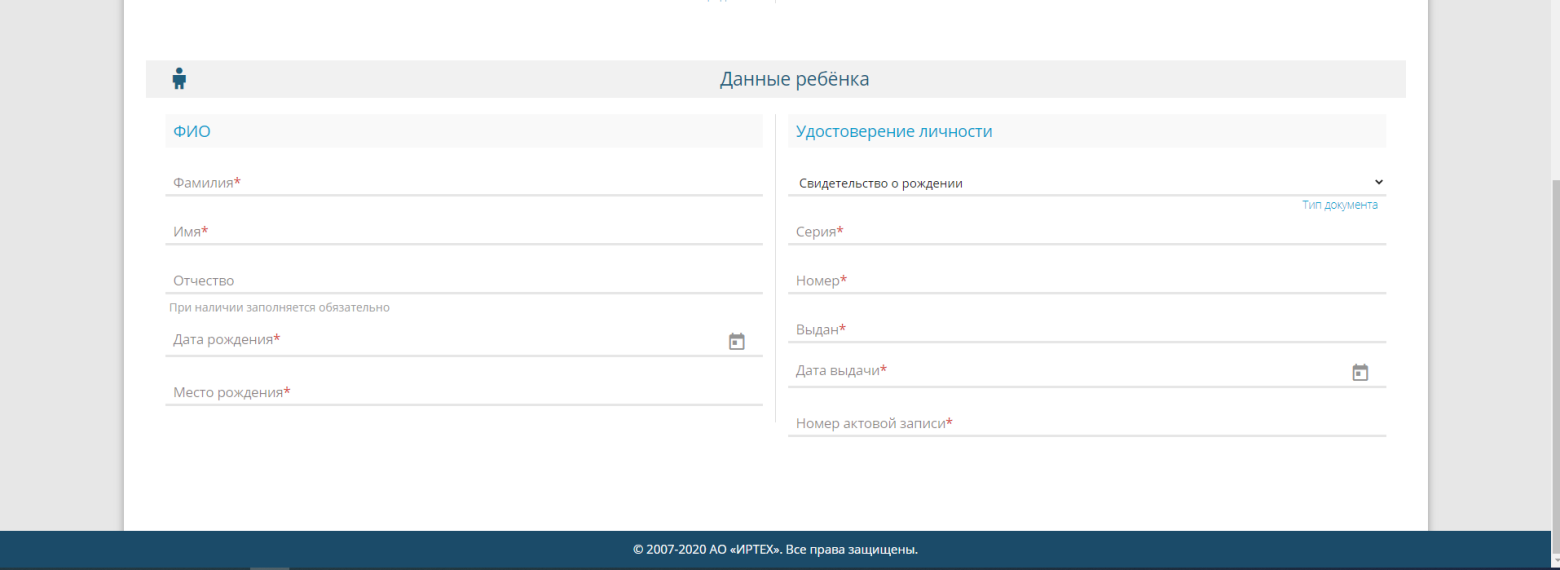 Данные ребёнка
ФИО
Фамилия*
Имя*
Отчество
При наличии заполняется обязательно
Дата рождения*
Место рождения*
Удостоверение личности
Свидетельство о рождении
Тип документа
Серия*
Номер*
Выдан*
Дата выдачи*
Номер актовой записи*
© 2007-2020 АО «ИРТЕХ». Все права защищены.